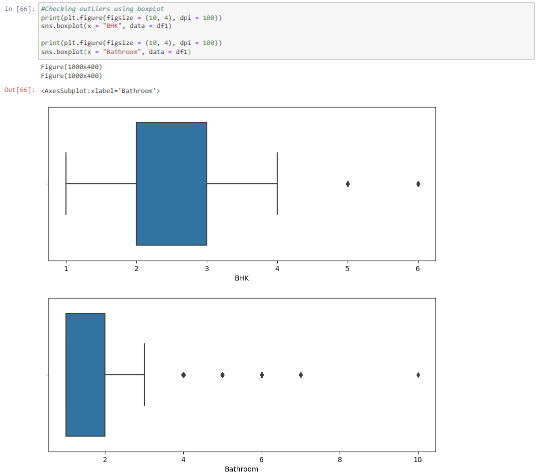 In [66]: #Checking outliers using boxplot
print(plt.figure(figsize = (10, 4), dpi = 100))
sns.boxplot(x = "BHK", data = df1)
print(plt.figure(figsize = (10, 4), dpi = 100))
sns.boxplot(x = "Bathroom", data = df1)
Figure(1000x400)
Figure(1000x400)
Out[66]: <AxesSubplot:xlabel='Bathroom'>
1 2 3 4 5 6
BHK
2 4 6 8 10
Bathroom